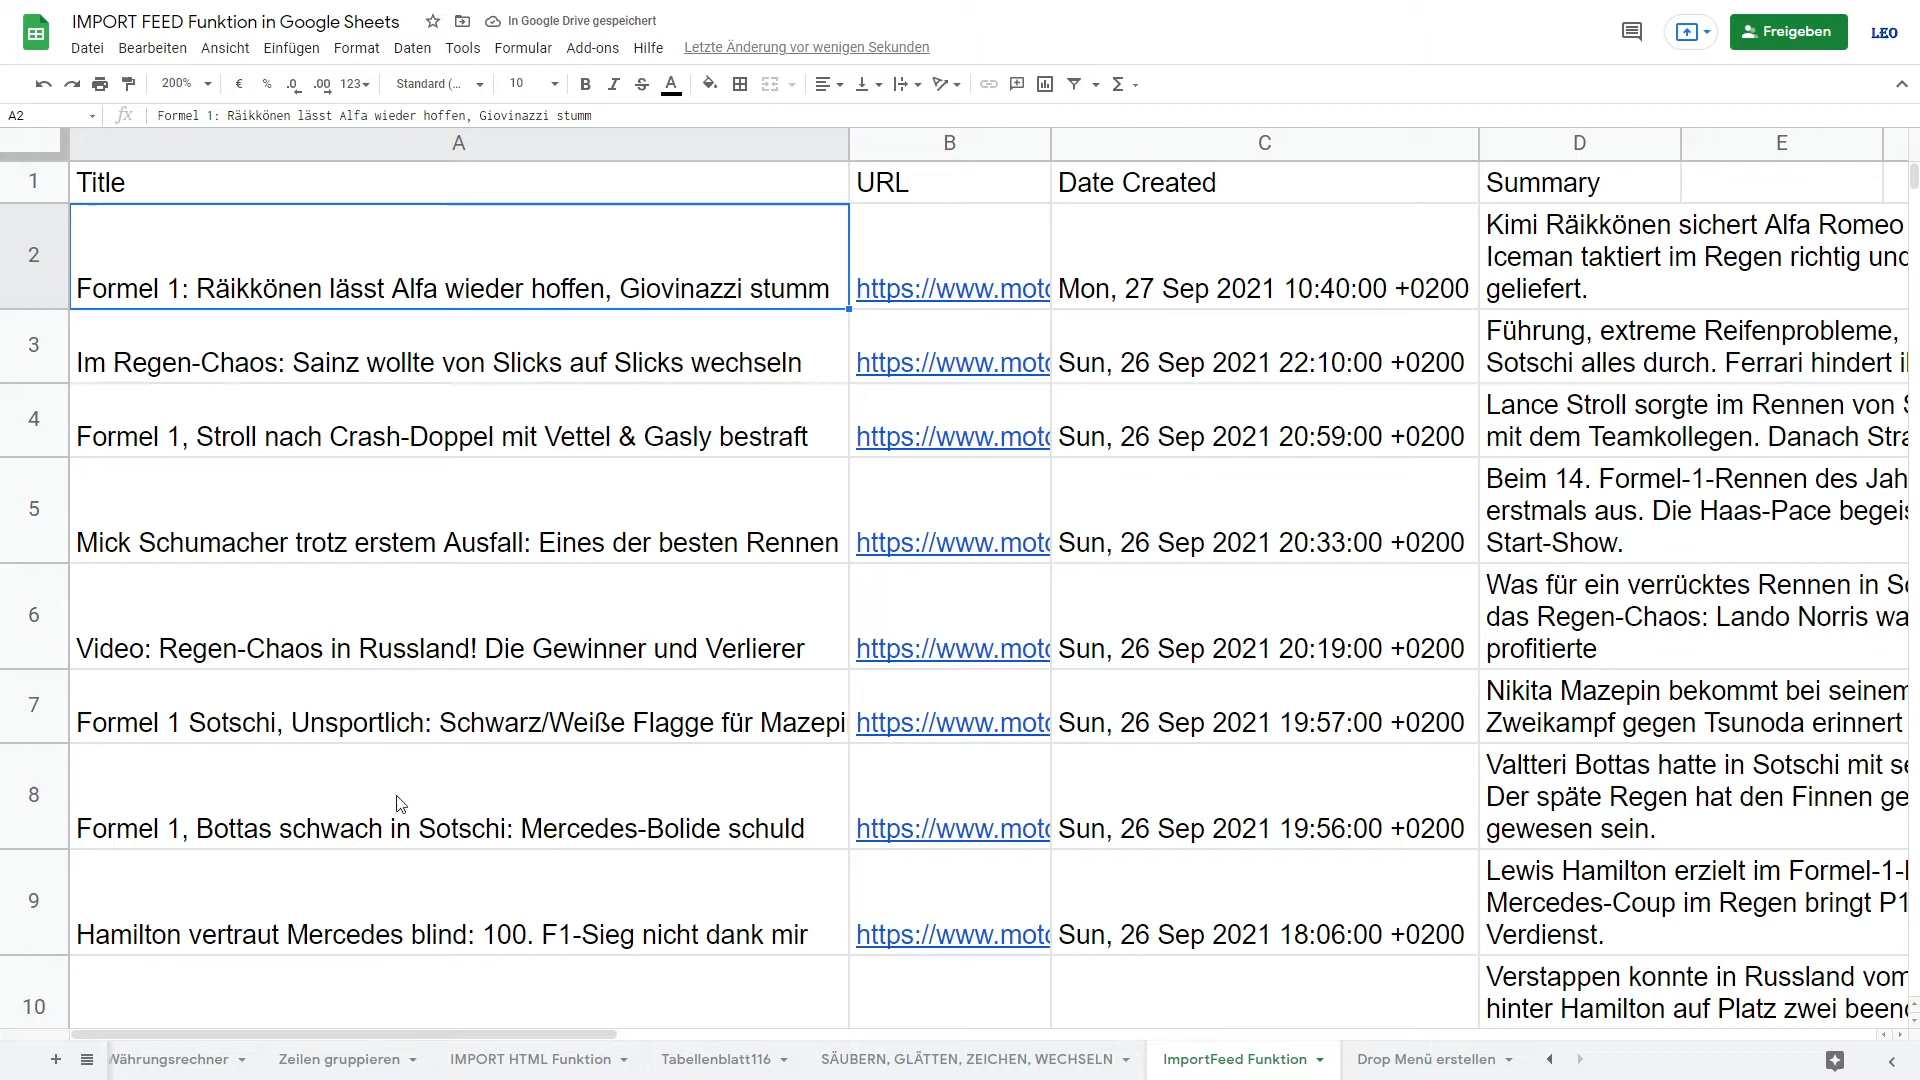 IMPORT FEED Funktion in Google Sheets In Google Drive gespeichert
Datei Bearbeiten Ansicht Einfügen Format Daten Tools Formular Add-ons Hilfe Letzte Änderung vor wenigen Sekunden
Freigeben LEO
200% € % .0 .00 123 Standard (... 10 B I S A Σ
A2 fx Formel 1: Räikkönen lässt Alfa wieder hoffen, Giovinazzi stumm
A B C D E
1 Title URL Date Created Summary
2 Formel 1: Räikkönen lässt Alfa wieder hoffen, Giovinazzi stumm https://www.moto Mon, 27 Sep 2021 10:40:00 +0200
Kimi Räikkönen sichert Alfa Romeo
Iceman taktiert im Regen richtig und
geliefert.
3 Im Regen-Chaos: Sainz wollte von Slicks auf Slicks wechseln https://www.moto Sun, 26 Sep 2021 22:10:00 +0200
Führung, extreme Reifenprobleme,
Sotschi alles durch. Ferrari hindert
4 Formel 1, Stroll nach Crash-Doppel mit Vettel & Gasly bestraft https://www.moto Sun, 26 Sep 2021 20:59:00 +0200
Lance Stroll sorgte im Rennen von S
mit dem Teamkollegen. Danach Stra
5 Mick Schumacher trotz erstem Ausfall: Eines der besten Rennen https://www.moto Sun, 26 Sep 2021 20:33:00 +0200
Beim 14. Formel-1-Rennen des Jah
erstmals aus. Die Haas-Pace begeis
Start-Show.
6 Video: Regen-Chaos in Russland! Die Gewinner und Verlierer https://www.moto Sun, 26 Sep 2021 20:19:00 +0200
Was für ein verrücktes Rennen in So
das Regen-Chaos: Lando Norris wa
profitierte
7 Formel 1 Sotschi, Unsportlich: Schwarz/Weiße Flagge für Mazepi https://www.moto Sun, 26 Sep 2021 19:57:00 +0200
Nikita Mazepin bekommt bei seinem
Zweikampf gegen Tsunoda erinnert
8 Formel 1, Bottas schwach in Sotschi: Mercedes-Bolide schuld https://www.moto Sun, 26 Sep 2021 19:56:00 +0200
Valtteri Bottas hatte in Sotschi mit se
Der späte Regen hat den Finnen ge
gewesen sein.
9 Hamilton vertraut Mercedes blind: 100. F1-Sieg nicht dank mir https://www.moto Sun, 26 Sep 2021 18:06:00 +0200
Lewis Hamilton erzielt im Formel-1-
Mercedes-Coup im Regen bringt P1
Verdienst.
10
Verstappen konnte in Russland vom
hinter Hamilton auf Platz zwei been
Währungsrechner Zeilen gruppieren IMPORT HTML Funktion Tabellenblatt116 SÄUBERN, GLÄTTEN, ZEICHEN, WECHSELN ImportFeed Funktion Drop Menü erstellen